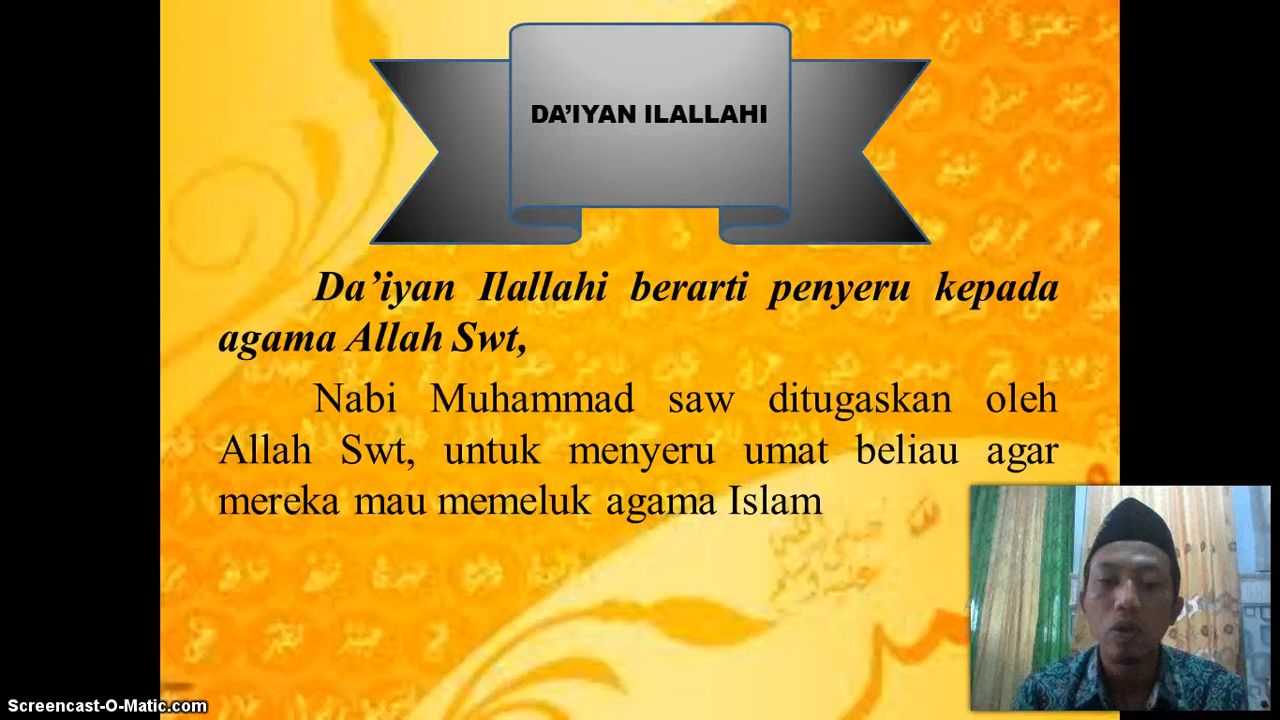 DA’IYAN ILALLAHI
Da’iyan Ilallahi berarti penyeru kepada
agama Allah Swt,
Nabi Muhammad saw ditugaskan oleh
Allah Swt, untuk menyeru umat beliau agar
mereka mau memeluk agama Islam
Screencast-O-Matic.com